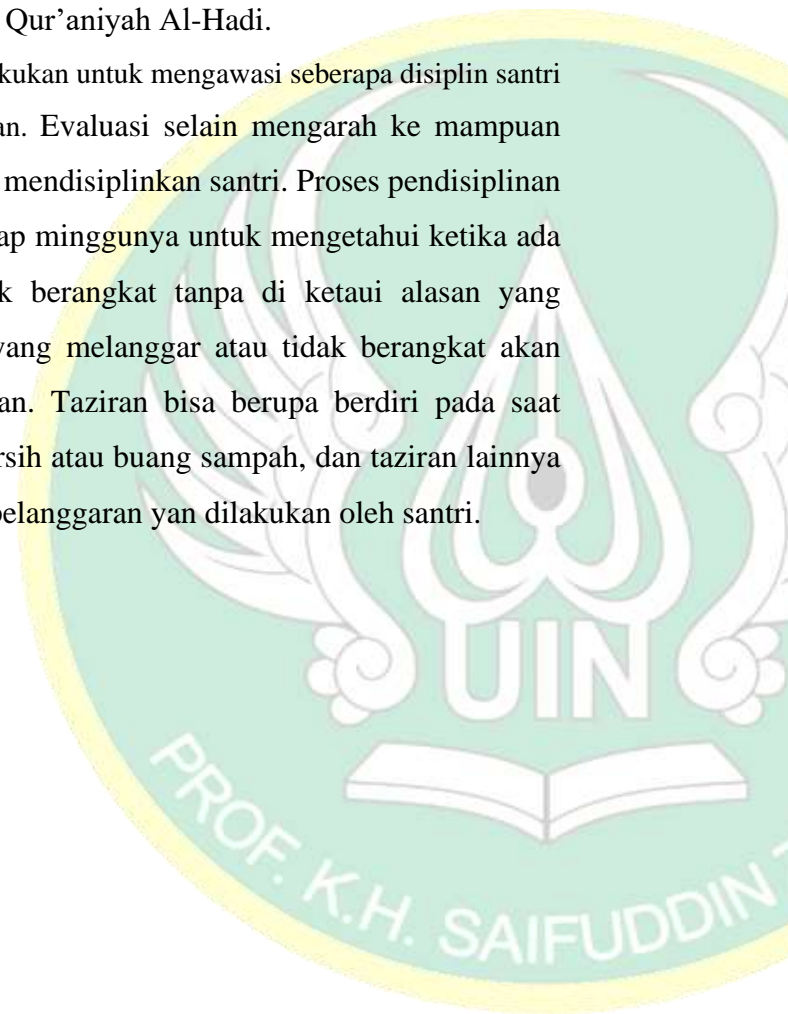 Qur’aniyah Al-Hadi.
kukan untuk mengawasi seberapa disiplin santri
an. Evaluasi selain mengarah ke mampuan
mendisiplinkan santri. Proses pendisiplinan
ap minggunya untuk mengetahui ketika ada
k berangkat tanpa di ketaui alasan yang
yang melanggar atau tidak berangkat akan
an. Taziran bisa berupa berdiri pada saat
rsih atau buang sampah, dan taziran lainnya
pelanggaran yan dilakukan oleh santri.
UIN
PROF. K.H. SAIFUDDIN